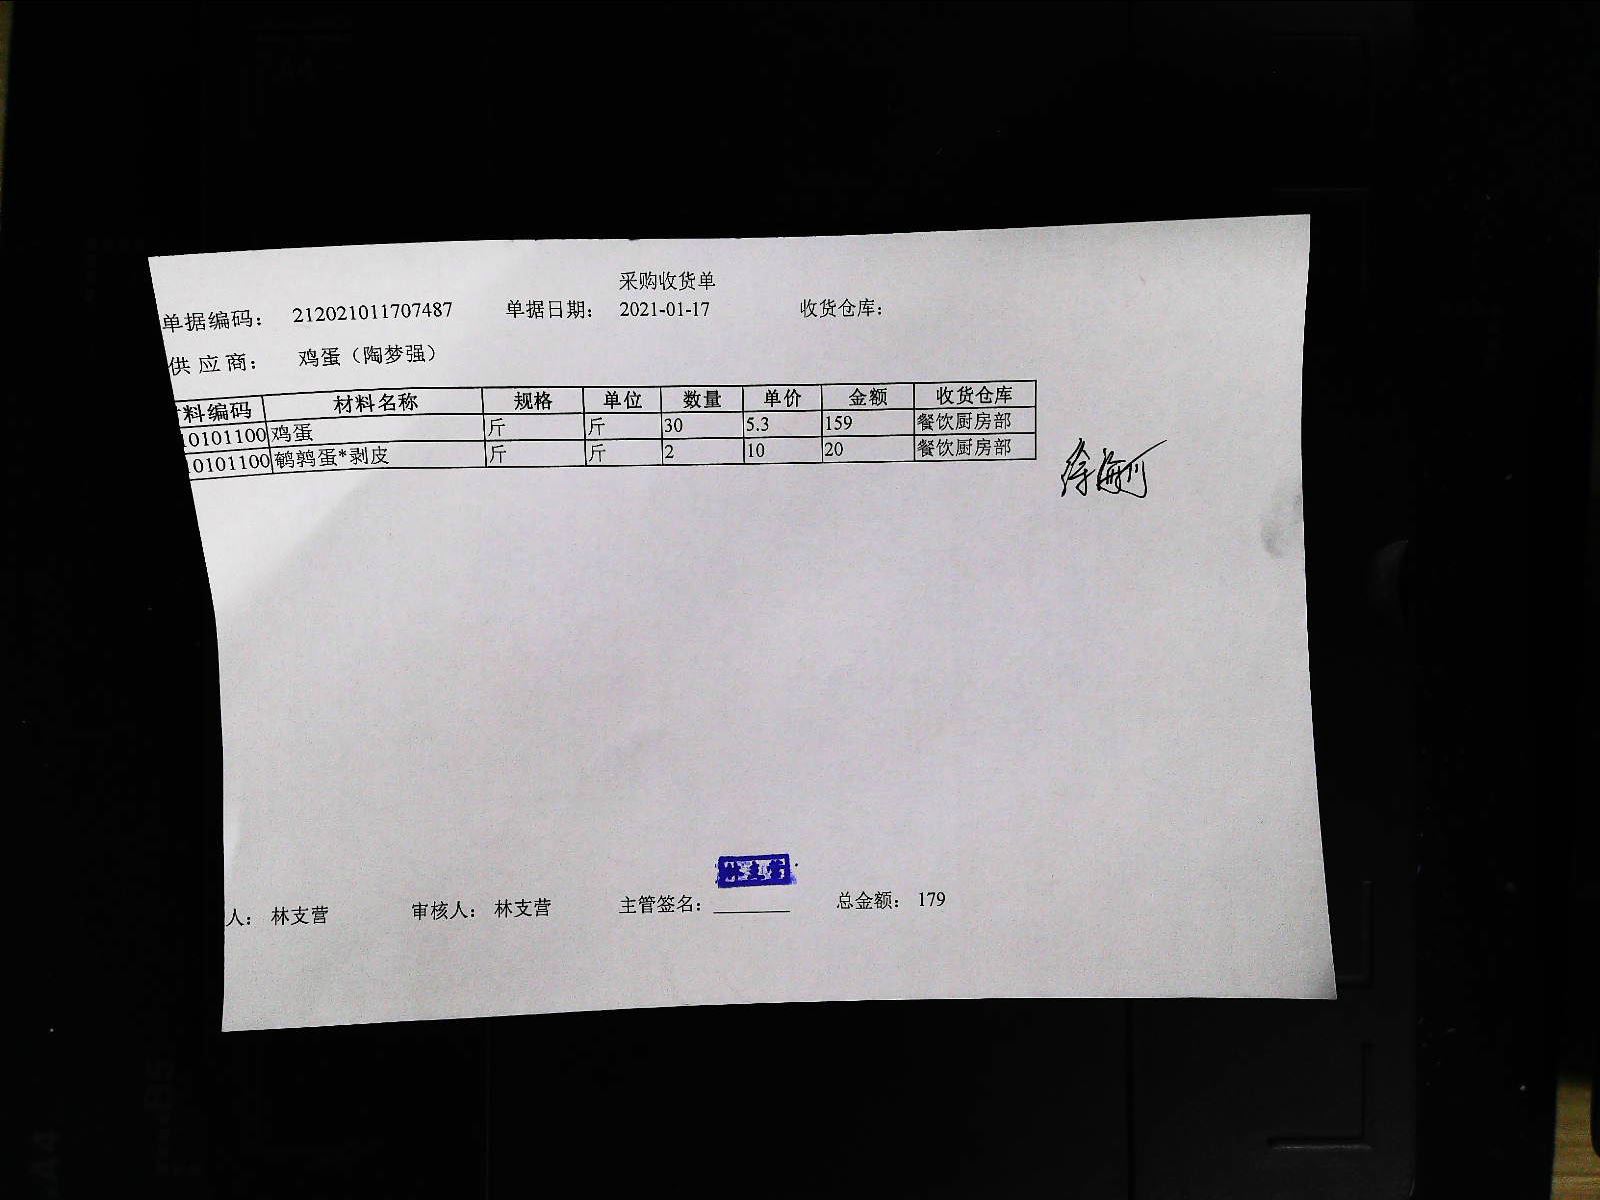 采购收货单
单据编码： 212021011707487 单据日期： 2021-01-17 收货仓库：
供应商： 鸡蛋（陶梦强）
料编码 材料名称 规格 单位 数量 单价 金额 收货仓库
10101100 鸡蛋 斤 斤 30 5.3 159 餐饮厨房部
10101100 鹌鹑蛋*剥皮 斤 斤 2 10 20 餐饮厨房部
林支营
人： 林支营 审核人： 林支营 主管签名： 总金额： 179